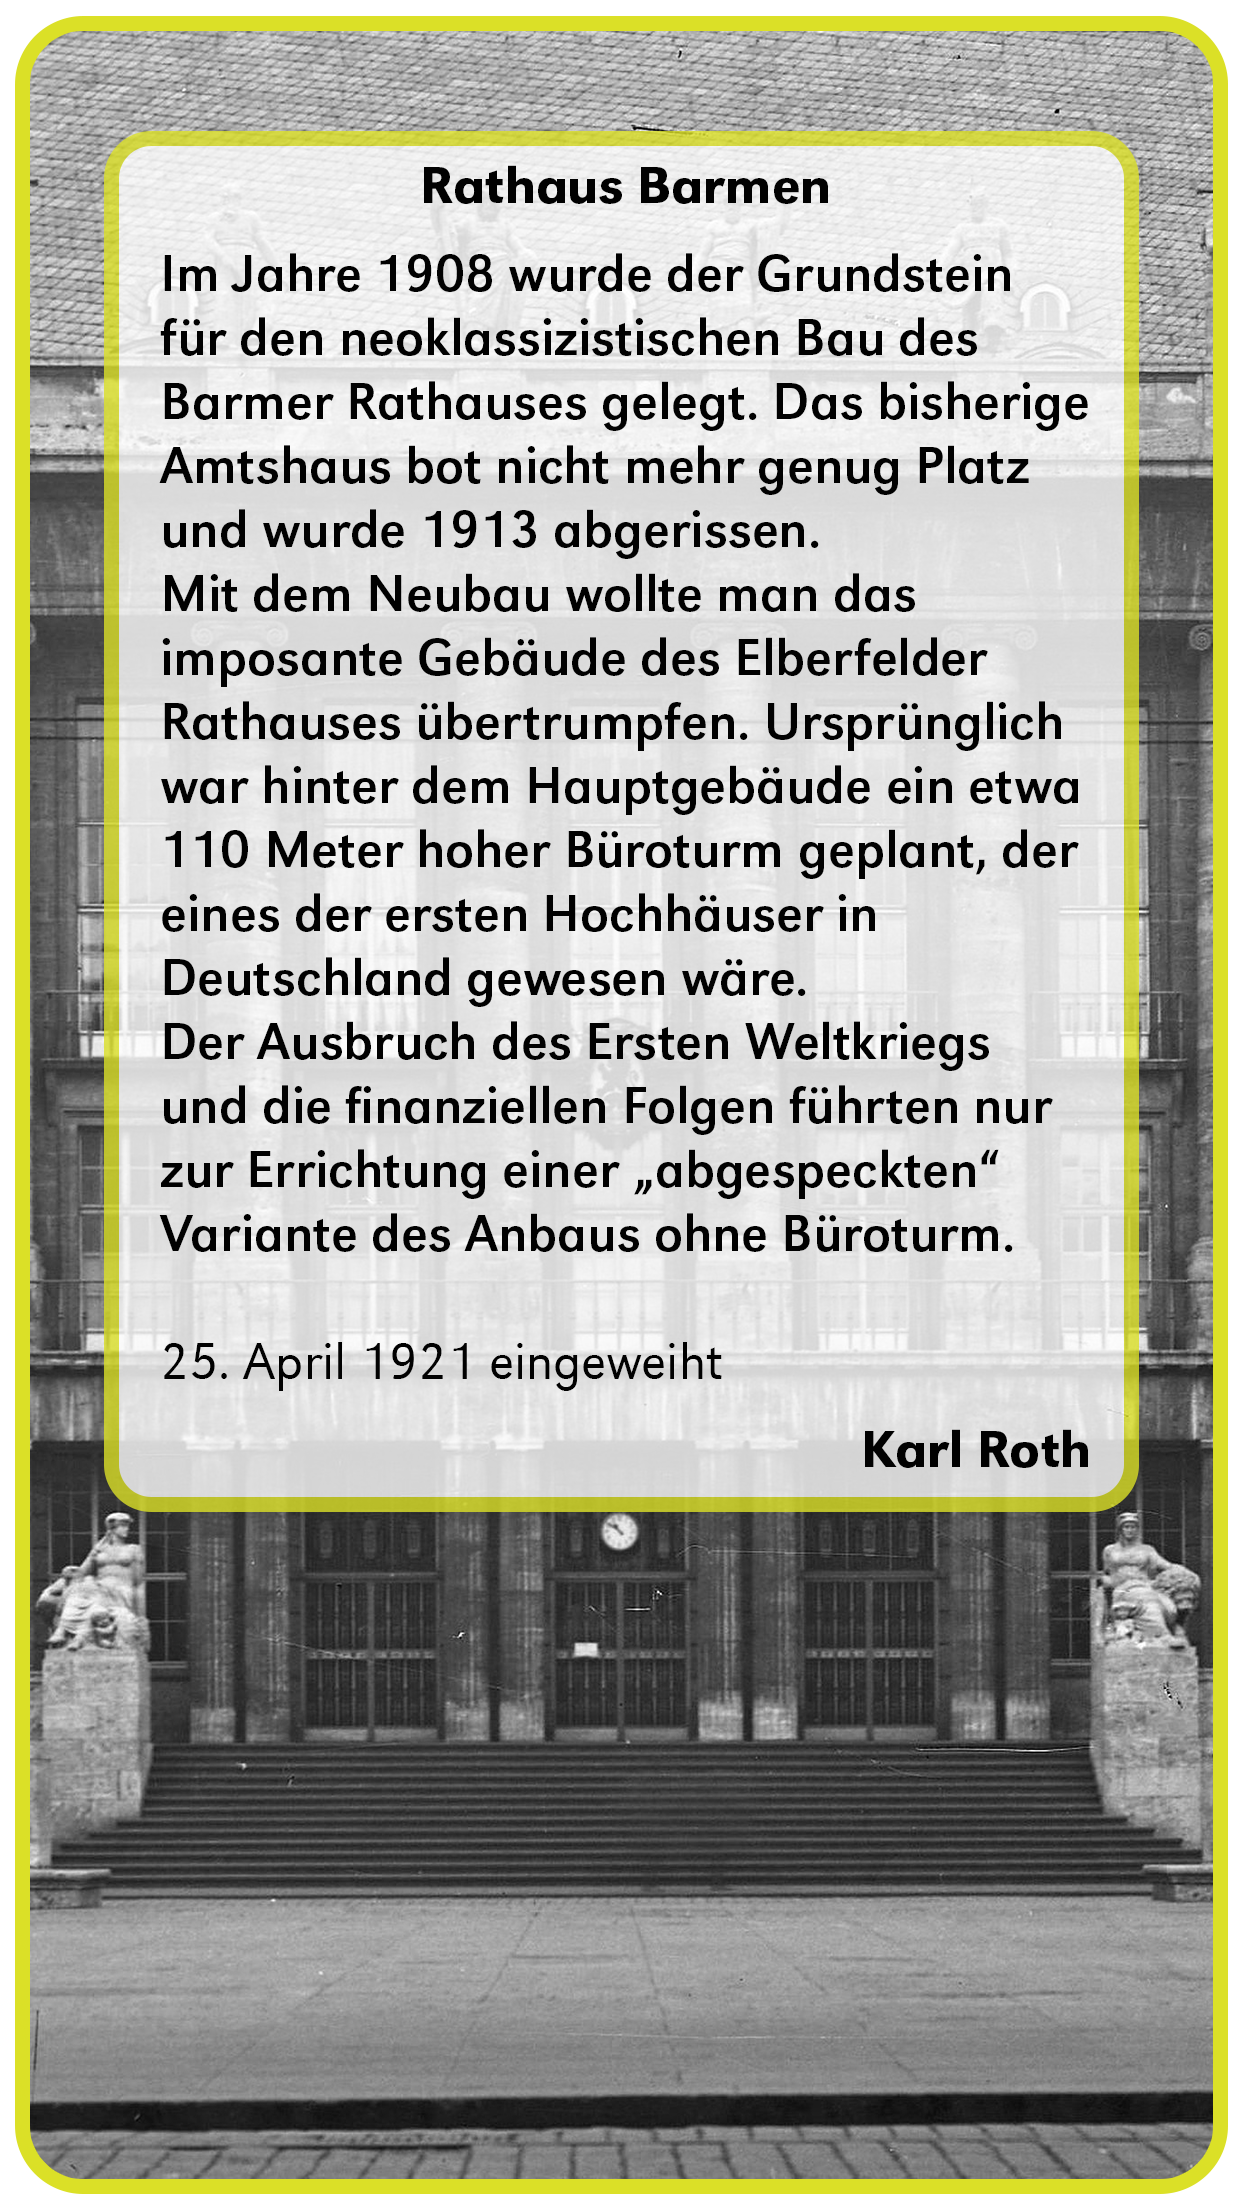 Rathaus Barmen
Im Jahre 1908 wurde der Grundstein
für den neoklassizistischen Bau des
Barmer Rathauses gelegt. Das bisherige
Amtshaus bot nicht mehr genug Platz
und wurde 1913 abgerissen.
Mit dem Neubau wollte man das
imposante Gebäude des Elberfelder
Rathauses übertrumpfen. Ursprünglich
war hinter dem Hauptgebäude ein etwa
110 Meter hoher Büroturm geplant, der
eines der ersten Hochhäuser in
Deutschland gewesen wäre.
Der Ausbruch des Ersten Weltkriegs
und die finanziellen Folgen führten nur
zur Errichtung einer „abgespeckten“
Variante des Anbaus ohne Büroturm.
25. April 1921 eingeweiht
Karl Roth